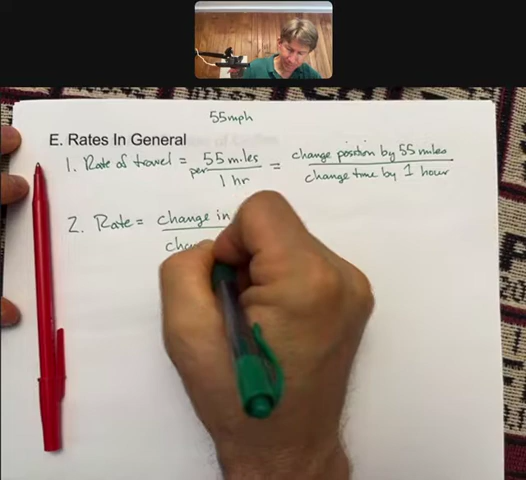 55mph
E. Rates In General
1. Rate of travel = 55 miles per 1 hr = change position by 55 miles change time by 1 hour
2. Rate = change in